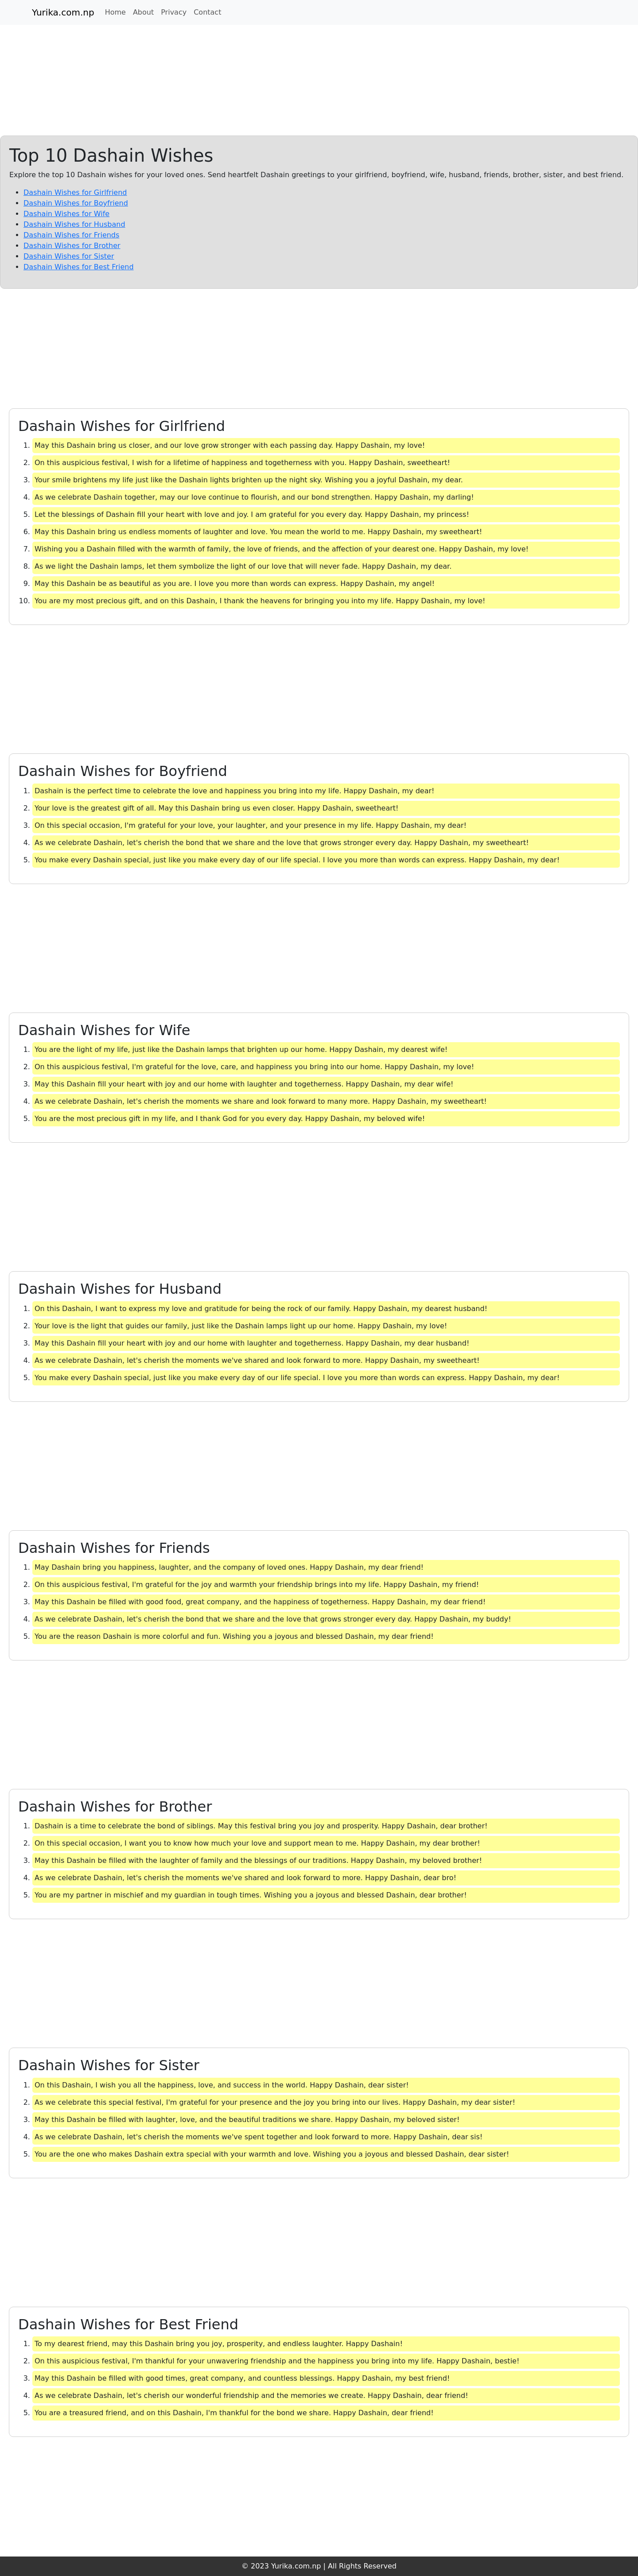 Yurika.com.np Home About Privacy Contact
Top 10 Dashain Wishes
Explore the top 10 Dashain wishes for your loved ones. Send heartfelt Dashain greetings to your girlfriend, boyfriend, wife, husband, friends, brother, sister, and best friend.
• Dashain Wishes for Girlfriend
• Dashain Wishes for Boyfriend
• Dashain Wishes for Wife
• Dashain Wishes for Husband
• Dashain Wishes for Friends
• Dashain Wishes for Brother
• Dashain Wishes for Sister
• Dashain Wishes for Best Friend
Dashain Wishes for Girlfriend
1. May this Dashain bring us closer, and our love grow stronger with each passing day. Happy Dashain, my love!
2. On this auspicious festival, I wish for a lifetime of happiness and togetherness with you. Happy Dashain, sweetheart!
3. Your smile brightens my life just like the Dashain lights brighten up the night sky. Wishing you a joyful Dashain, my dear.
4. As we celebrate Dashain together, may our love continue to flourish, and our bond strengthen. Happy Dashain, my darling!
5. Let the blessings of Dashain fill your heart with love and joy. I am grateful for you every day. Happy Dashain, my princess!
6. May this Dashain bring us endless moments of laughter and love. You mean the world to me. Happy Dashain, my sweetheart!
7. Wishing you a Dashain filled with the warmth of family, the love of friends, and the affection of your dearest one. Happy Dashain, my love!
8. As we light the Dashain lamps, let them symbolize the light of our love that will never fade. Happy Dashain, my dear.
9. May this Dashain be as beautiful as you are. I love you more than words can express. Happy Dashain, my angel!
10. You are my most precious gift, and on this Dashain, I thank the heavens for bringing you into my life. Happy Dashain, my love!
Dashain Wishes for Boyfriend
1. Dashain is the perfect time to celebrate the love and happiness you bring into my life. Happy Dashain, my dear!
2. Your love is the greatest gift of all. May this Dashain bring us even closer. Happy Dashain, sweetheart!
3. On this special occasion, I'm grateful for your love, your laughter, and your presence in my life. Happy Dashain, my dear!
4. As we celebrate Dashain, let's cherish the bond that we share and the love that grows stronger every day. Happy Dashain, my sweetheart!
5. You make every Dashain special, just like you make every day of our life special. I love you more than words can express. Happy Dashain, my dear!
Dashain Wishes for Wife
1. You are the light of my life, just like the Dashain lamps that brighten up our home. Happy Dashain, my dearest wife!
2. On this auspicious festival, I'm grateful for the love, care, and happiness you bring into our home. Happy Dashain, my love!
3. May this Dashain fill your heart with joy and our home with laughter and togetherness. Happy Dashain, my dear wife!
4. As we celebrate Dashain, let's cherish the moments we share and look forward to many more. Happy Dashain, my sweetheart!
5. You are the most precious gift in my life, and I thank God for you every day. Happy Dashain, my beloved wife!
Dashain Wishes for Husband
1. On this Dashain, I want to express my love and gratitude for being the rock of our family. Happy Dashain, my dearest husband!
2. Your love is the light that guides our family, just like the Dashain lamps light up our home. Happy Dashain, my love!
3. May this Dashain fill your heart with joy and our home with laughter and togetherness. Happy Dashain, my dear husband!
4. As we celebrate Dashain, let's cherish the moments we've shared and look forward to more. Happy Dashain, my sweetheart!
5. You make every Dashain special, just like you make every day of our life special. I love you more than words can express. Happy Dashain, my dear!
Dashain Wishes for Friends
1. May Dashain bring you happiness, laughter, and the company of loved ones. Happy Dashain, my dear friend!
2. On this auspicious festival, I'm grateful for the joy and warmth your friendship brings into my life. Happy Dashain, my friend!
3. May this Dashain be filled with good food, great company, and the happiness of togetherness. Happy Dashain, my dear friend!
4. As we celebrate Dashain, let's cherish the bond that we share and the love that grows stronger every day. Happy Dashain, my buddy!
5. You are the reason Dashain is more colorful and fun. Wishing you a joyous and blessed Dashain, my dear friend!
Dashain Wishes for Brother
1. Dashain is a time to celebrate the bond of siblings. May this festival bring you joy and prosperity. Happy Dashain, dear brother!
2. On this special occasion, I want you to know how much your love and support mean to me. Happy Dashain, my dear brother!
3. May this Dashain be filled with the laughter of family and the blessings of our traditions. Happy Dashain, my beloved brother!
4. As we celebrate Dashain, let's cherish the moments we've shared and look forward to more. Happy Dashain, dear bro!
5. You are my partner in mischief and my guardian in tough times. Wishing you a joyous and blessed Dashain, dear brother!
Dashain Wishes for Sister
1. On this Dashain, I wish you all the happiness, love, and success in the world. Happy Dashain, dear sister!
2. As we celebrate this special festival, I'm grateful for your presence and the joy you bring into our lives. Happy Dashain, my dear sister!
3. May this Dashain be filled with laughter, love, and the beautiful traditions we share. Happy Dashain, my beloved sister!
4. As we celebrate Dashain, let's cherish the moments we've spent together and look forward to more. Happy Dashain, dear sis!
5. You are the one who makes Dashain extra special with your warmth and love. Wishing you a joyous and blessed Dashain, dear sister!
Dashain Wishes for Best Friend
1. To my dearest friend, may this Dashain bring you joy, prosperity, and endless laughter. Happy Dashain!
2. On this auspicious festival, I'm thankful for your unwavering friendship and the happiness you bring into my life. Happy Dashain, bestie!
3. May this Dashain be filled with good times, great company, and countless blessings. Happy Dashain, my best friend!
4. As we celebrate Dashain, let's cherish our wonderful friendship and the memories we create. Happy Dashain, dear friend!
5. You are a treasured friend, and on this Dashain, I'm thankful for the bond we share. Happy Dashain, dear friend!
© 2023 Yurika.com.np | All Rights Reserved